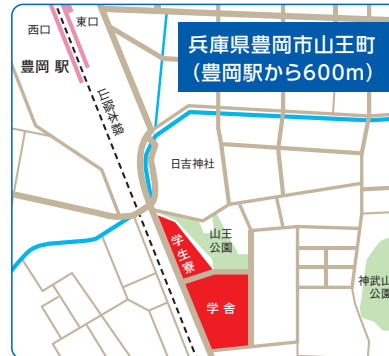 西口
東口
兵庫県豊岡市山王町
（豊岡駅から600m）
豊岡 駅
山陰本線
日吉神社
山王
公園
学生寮
学 舎
神武山
公園